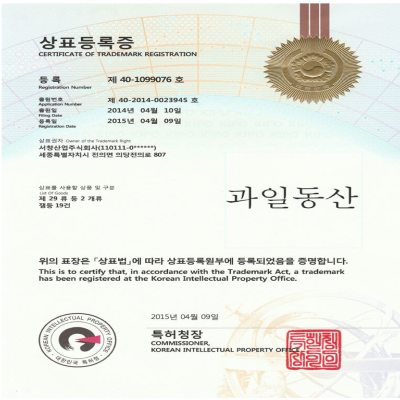 상표등록증
CERTIFICATE OF TRADEMARK REGISTRATION
등 록 제 40-1099076 호
Registration Number
출원번호 제 40-2014-0023945 호
Application Number
출원일 2014년 04월 10일
Filing Date
등록일 2015년 04월 09일
Registration Date
상표권자 Owner of the Trademark Right
서창산업주식회사(110111-0******)
세종특별자치시 전의면 의당전의로 807
상표를 사용할 상품 및 구분
List Of Goods
제 29 류 등 2 개류
잼등 19건
과일동산
위의 표장은 「상표법」에 따라 상표등록원부에 등록되었음을 증명합니다.
This is to certify that, in accordance with the Trademark Act, a trademark
has been registered at the Korean Intellectual Property Office.
2015년 04월 09일
특허청장
COMMISSIONER,
KOREAN INTELLECTUAL PROPERTY OFFICE
KOREAN INTELLECTUAL PROPERTY OFFICE
대한민국 특허청